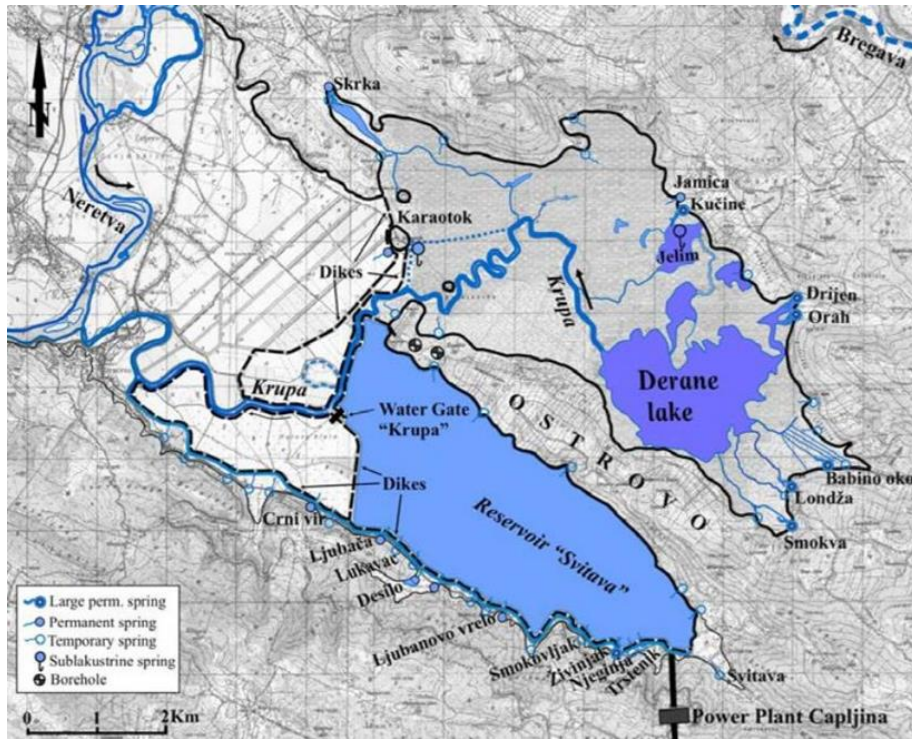 Skrka
Bregava
N
Neretva
Jamica
Kučine
Karaotok
Jelim
Dikes
Krupa
Drijen
Orah
Krupa
Derane
lake
Water Gate
"Krupa"
OSTROVO
Babino oko
Dikes
Londža
Crni vir
Reservoir "Svitava"
Smokva
Ljubača
Lukavac
Desilo
Ljubanovo vrelo
Smokovljak
Živinjak
Njeginja
Trstenik
Svitava
Large perm. spring
Permanent spring
Temporary spring
Sublakustrine spring
Borehole
0 1 2Km
Power Plant Capljina